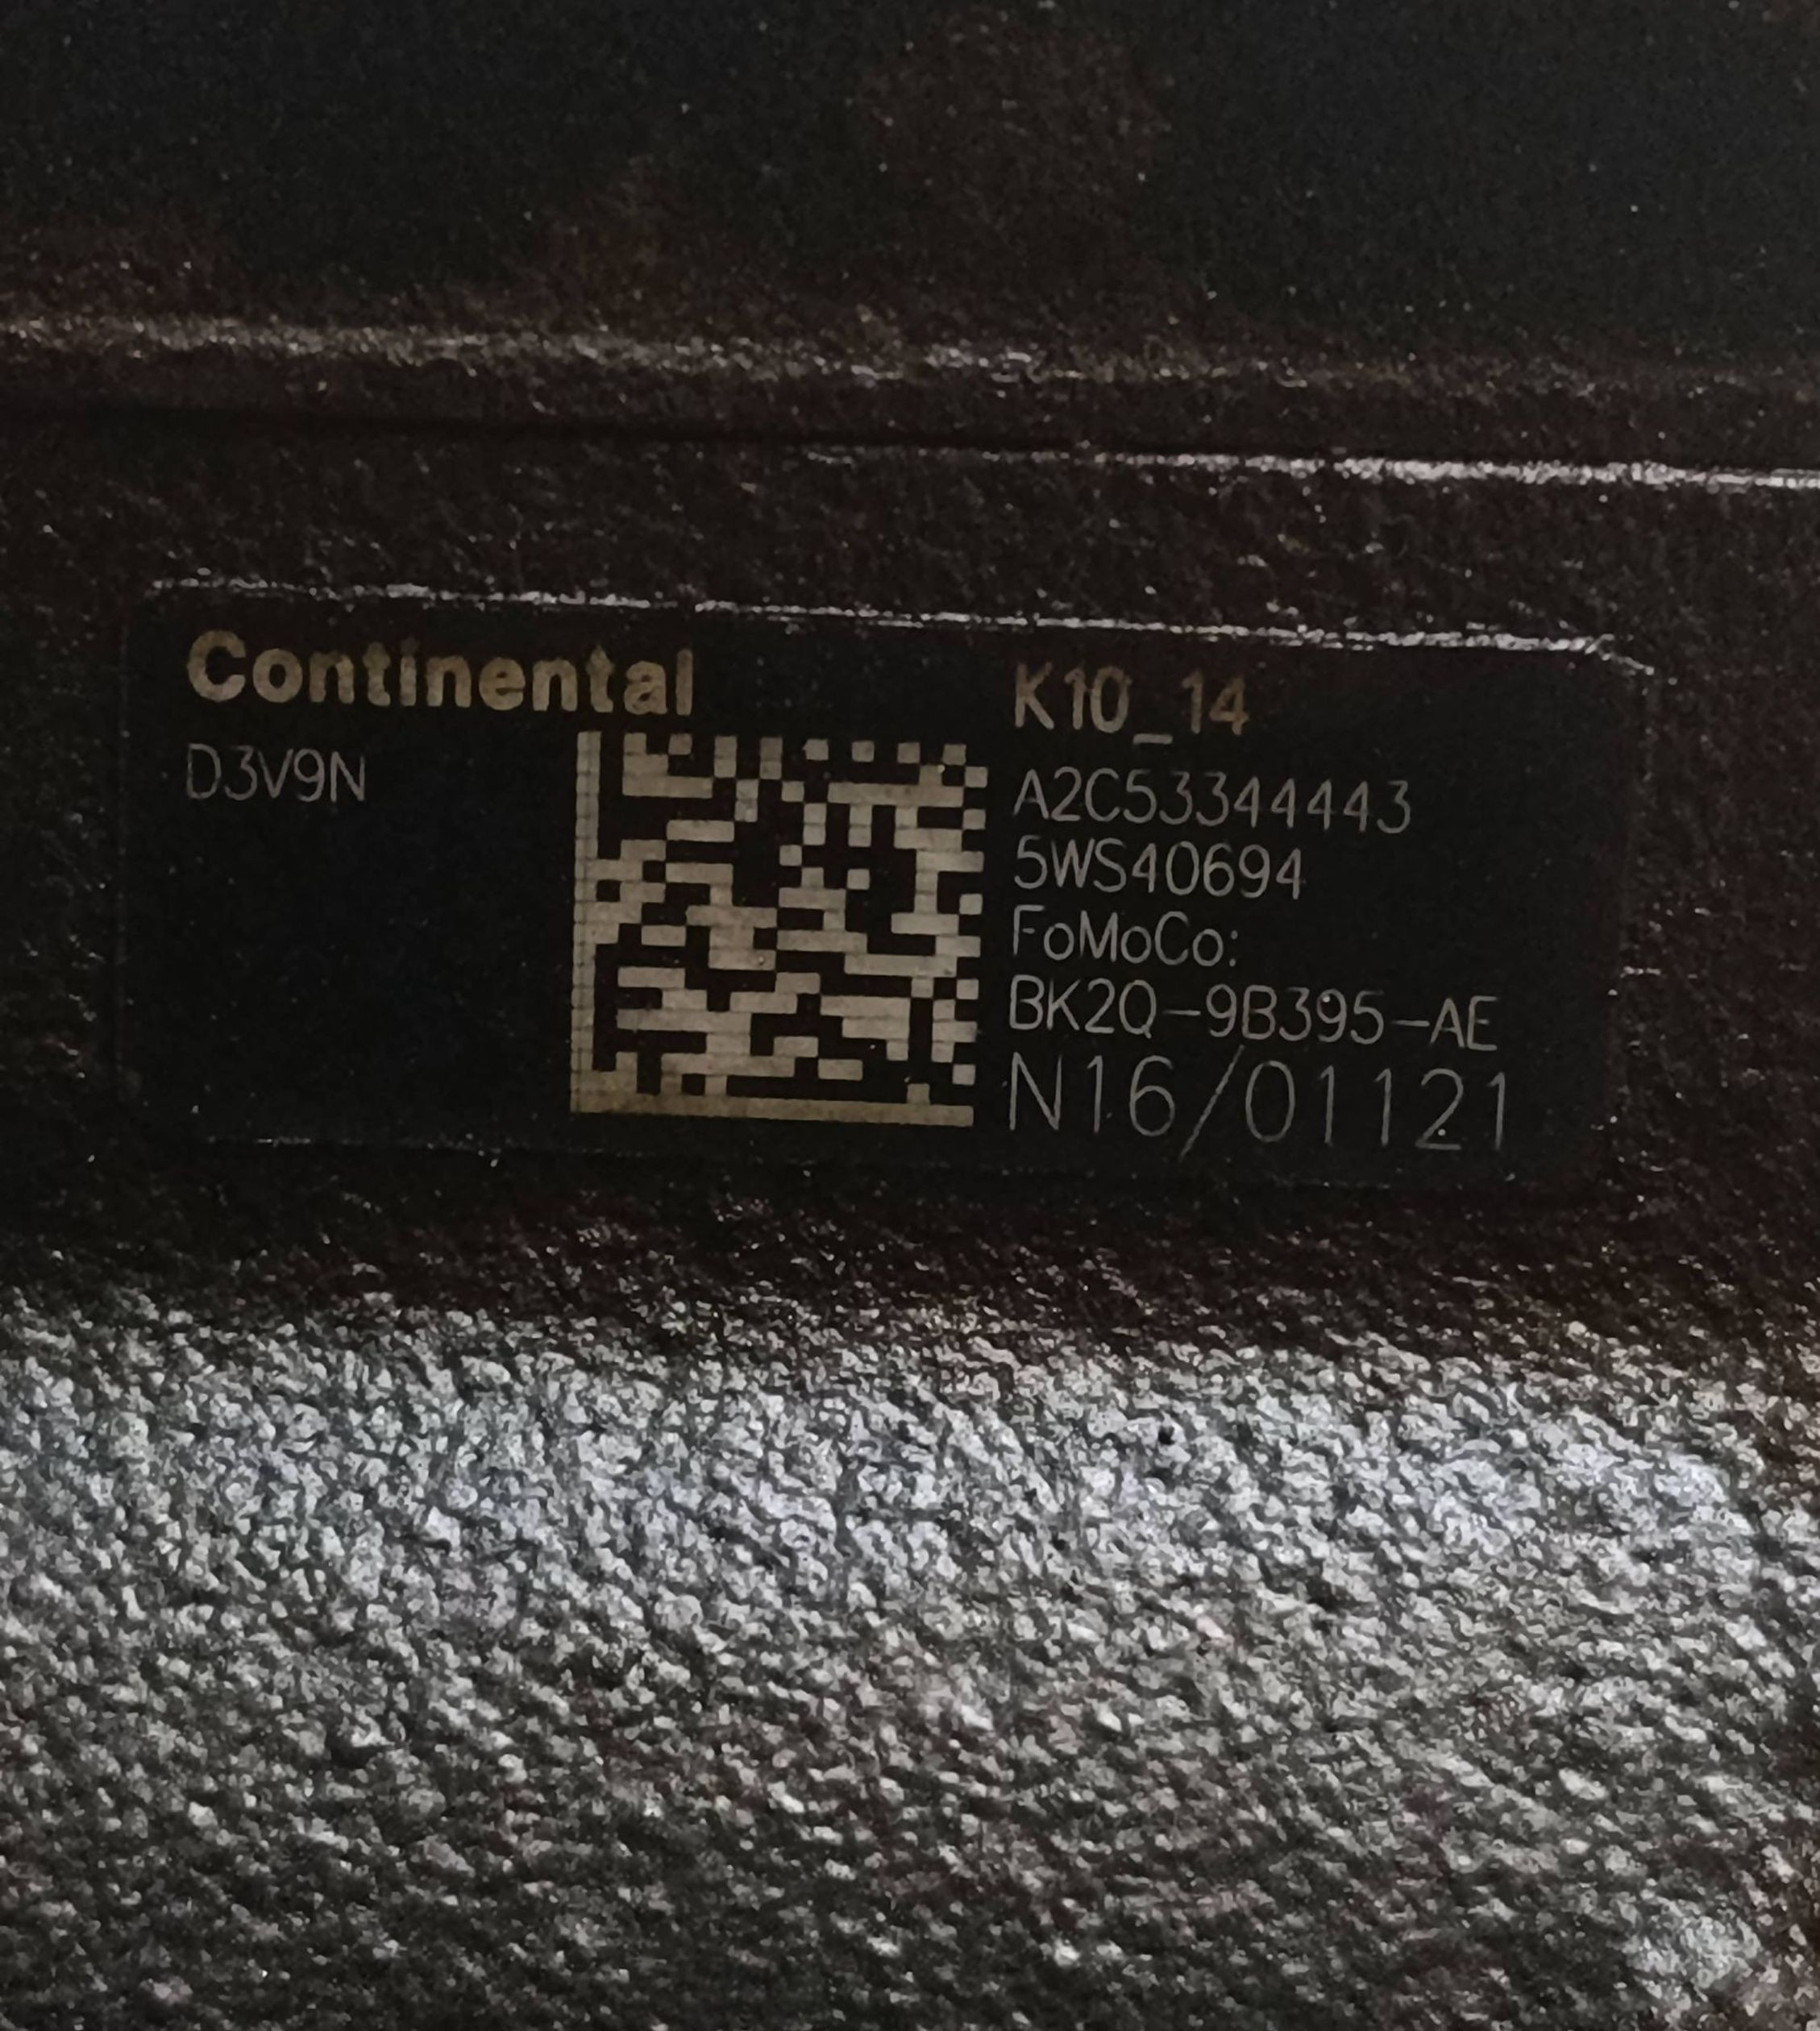 Continental
D3V9N
K10_14
A2C53344443
5WS40694
FoMoCo:
BK2Q-9B395-AE
N16/01121